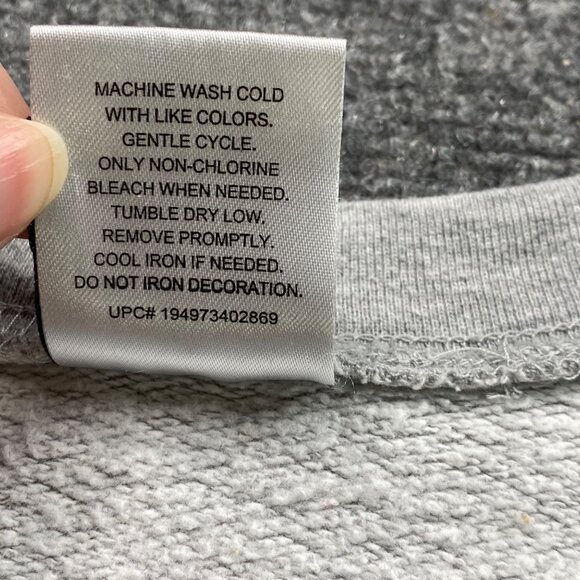 MACHINE WASH COLD
WITH LIKE COLORS.
GENTLE CYCLE.
ONLY NON-CHLORINE
BLEACH WHEN NEEDED.
TUMBLE DRY LOW.
REMOVE PROMPTLY.
COOL IRON IF NEEDED.
DO NOT IRON DECORATION.
UPC# 194973402869